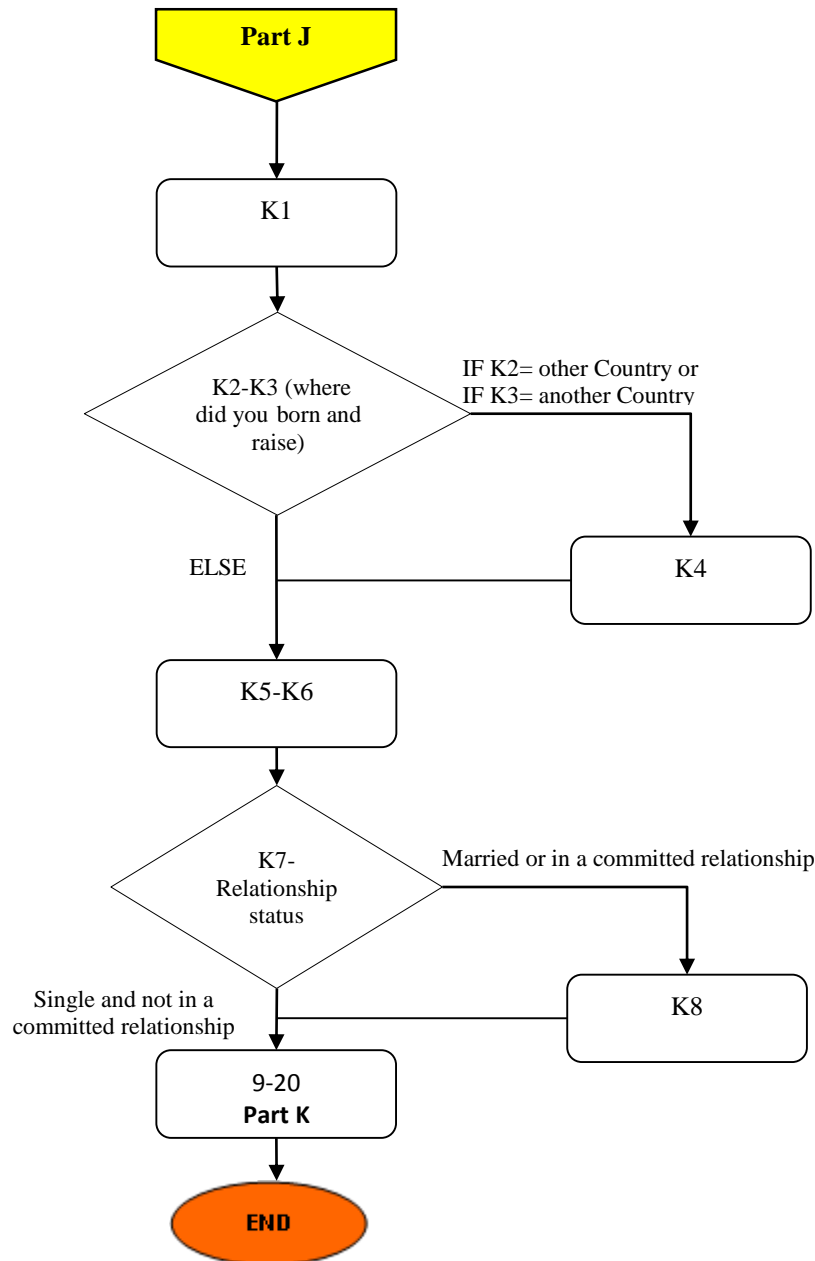 Part J
K1
K2-K3 (where
did you born and
raise)
IF K2= other Country or
IF K3= another Country
ELSE
K4
K5-K6
K7-
Relationship
status
Married or in a committed relationship
Single and not in a
committed relationship
K8
9-20
Part K
END